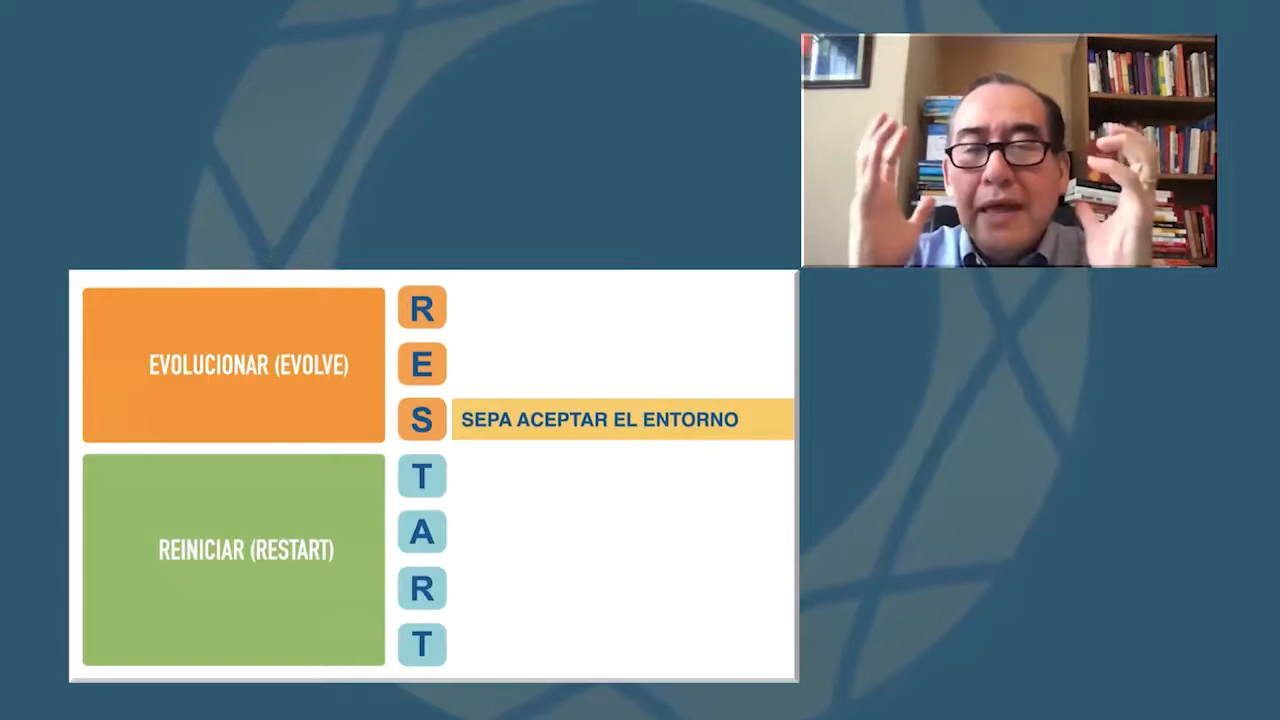 EVOLUCIONAR (EVOLVE)
R
E
S
SEPA ACEPTAR EL ENTORNO
REINICIAR (RESTART)
T
A
R
T